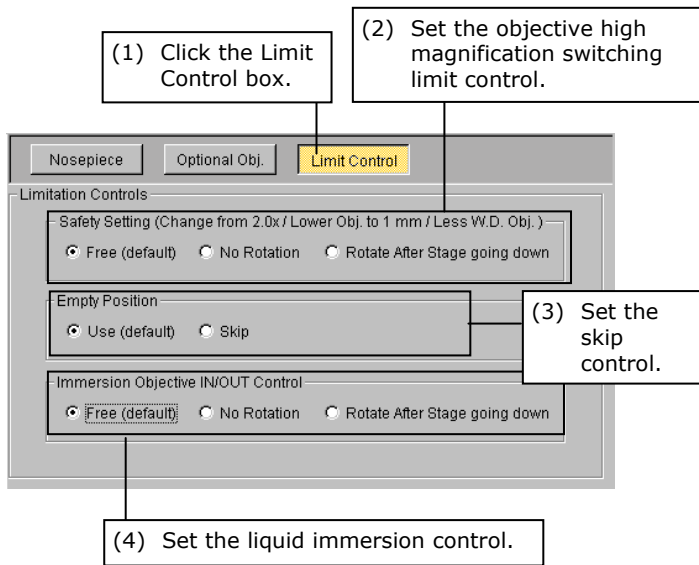 (1) Click the Limit
Control box.
(2) Set the objective high
magnification switching
limit control.
Nosepiece Optional Obj. Limit Control
Limitation Controls
Safety Setting (Change from 2.0x / Lower Obj. to 1 mm / Less W.D. Obj. )
Free (default) No Rotation Rotate After Stage going down
Empty Position
Use (default) Skip
(3) Set the
skip
control.
Immersion Objective IN/OUT Control
Free (default) No Rotation Rotate After Stage going down
(4) Set the liquid immersion control.